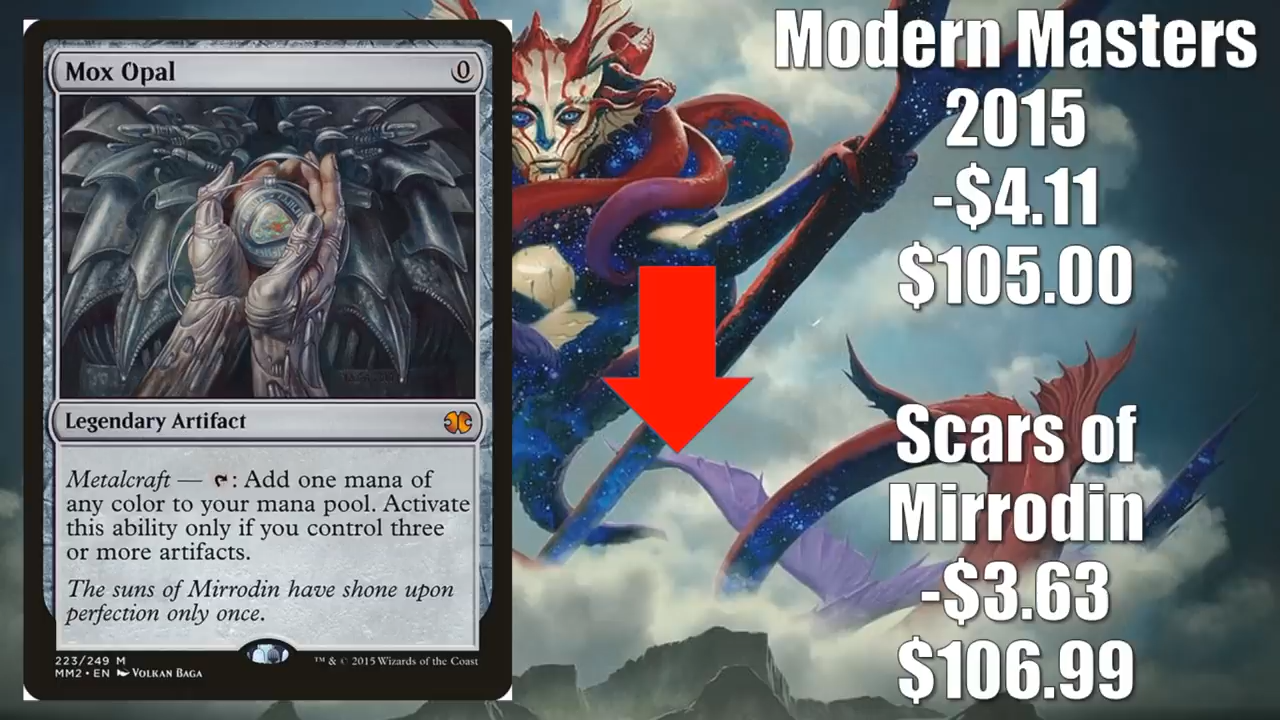 Mox Opal 0
Legendary Artifact
Metalcraft — : Add one mana of
any color to your mana pool. Activate
this ability only if you control three
or more artifacts.
The suns of Mirrodin have shone upon
perfection only once.
223/249 M
MM2 • EN VOLKAN BAGA
™ & © 2015 Wizards of the Coast
Modern Masters
2015
-$4.11
$105.00
Scars of
Mirrodin
-$3.63
$106.99